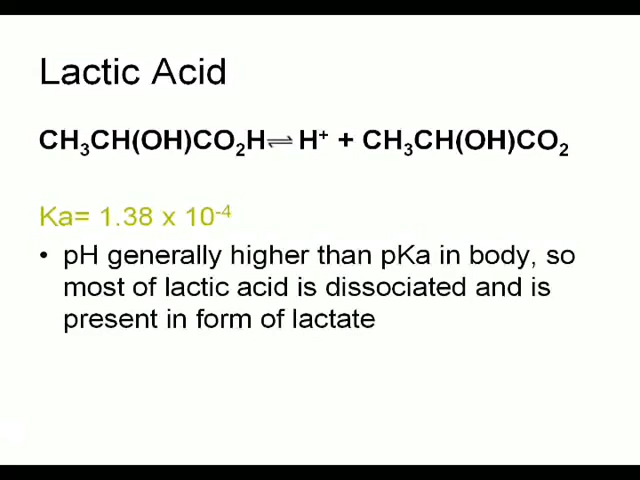 Lactic Acid
CH₃CH(OH)CO₂H⇌H⁺ + CH₃CH(OH)CO₂
Ka= 1.38 x 10⁻⁴
• pH generally higher than pKa in body, so
most of lactic acid is dissociated and is
present in form of lactate